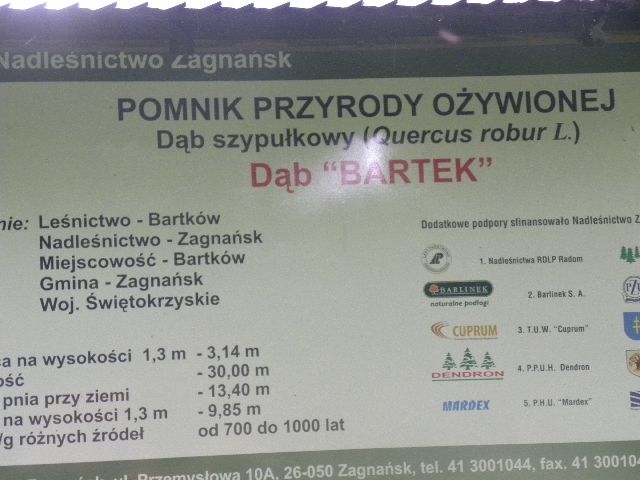 Nadleśnictwo Zagnańsk
POMNIK PRZYRODY OŻYWIONEJ
Dąb szypułkowy (Quercus robur L.)
Dąb “BARTEK”
nie: Leśnictwo - Bartków
Nadleśnictwo - Zagnańsk
Miejscowość - Bartków
Gmina - Zagnańsk
Woj. Świętokrzyskie
ca na wysokości 1,3 m - 3,14 m
ość - 30,00 m
pnia przy ziemi - 13,40 m
na wysokości 1,3 m - 9,85 m
/g różnych źródeł od 700 do 1000 lat
Dodatkowe podpory sfinansowało Nadleśnictwo Z
1. Nadleśnictwa RDLP Radom
BARLINEK
naturalne podłogi
2. Barlinek S. A.
CUPRUM
3. T.U.W. "Cuprum"
DENDRON
4. P.P.U.H. Dendron
MARDEX
5. P.H.U. "Mardex"
ul. Przemysłowa 10A, 26-050 Zagnańsk, tel. 41 3001044, fax. 41 300104